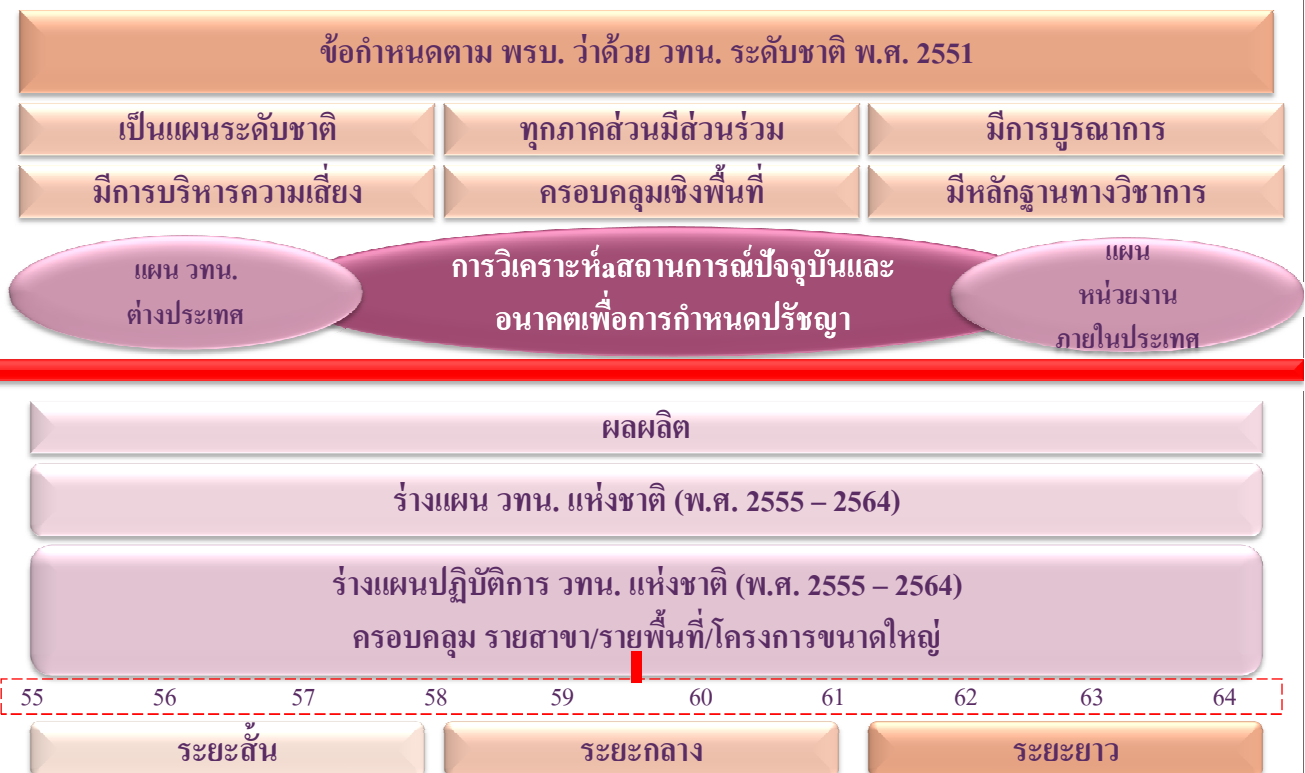 ข้อกำหนดตาม พรบ. ว่าด้วย วทน. ระดับชาติ พ.ศ. 2551
เป็นแผนระดับชาติ
ทุกภาคส่วนมีส่วนร่วม
มีการบูรณาการ
มีการบริหารความเสี่ยง
ครอบคลุมเชิงพื้นที่
มีหลักฐานทางวิชาการ
แผน วทน.
ต่างประเทศ
การวิเคราะห์aสถานการณ์ปัจจุบันและ
อนาคตเพื่อการกำหนดปรัชญา
แผน
หน่วยงาน
ภายในประเทศ
ผลผลิต
ร่างแผน วทน. แห่งชาติ (พ.ศ. 2555 – 2564)
ร่างแผนปฏิบัติการ วทน. แห่งชาติ (พ.ศ. 2555 – 2564)
ครอบคลุม รายสาขา/รายพื้นที่/โครงการขนาดใหญ่
55 56 57 58 59 60 61 62 63 64
ระยะสั้น
ระยะกลาง
ระยะยาว